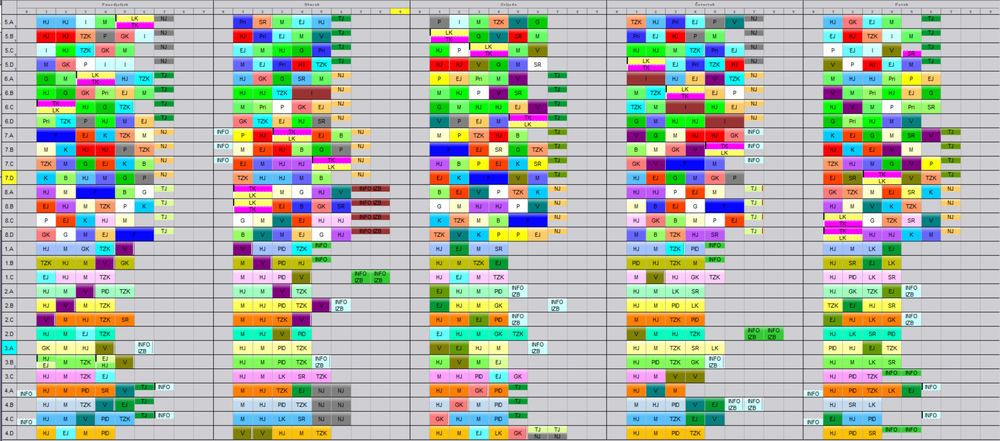 Ponedjeljek Utorak Srijeda Četvrtak Petak
0 1 2 3 4 5 6 7 8 9 0 1 2 3 4 5 6 7 8 9 0 1 2 3 4 5 6 7 8 9 0 1 2 3 4 5 6 7 8 9 0 1 2 3 4 5 6 7 8 9
5.A 1 HJ HJ I M LK TK NJ Pri SR M EJ HJ TJ P I M TZK V G TZK HJ Pri EJ P V NJ HJ GK EJ M TJ
5.B 1 HJ HJ TZK P GK I NJ HJ Pri EJ M V TJ LK TK G V SR M Pri EJ HJ P M NJ EJ HJ TZK I M TJ
5.C 1 I HJ TZK GK M NJ EJ M HJ G Pri TJ HJ P LK TK M V HJ HJ M TZK Pri EJ NJ P EJ I V SR TJ
5.D 1 M GK P I I NJ M EJ Pri HJ TZK TJ HJ HJ V G M SR LK TK EJ Pri TZK HJ NJ V P HJ EJ M TJ
6.A G M LK TK HJ TZK TJ HJ GK G SR M NJ P EJ Pri M V TJ I HJ EJ V TZK NJ M HJ HJ Pri P EJ
6.B HJ G GK Pri EJ M TJ HJ HJ TZK I NJ M HJ P V SR TJ M TZK LK TK EJ P NJ V M Pri HJ EJ G
6.C TK LK HJ G TZK TJ M Pri P GK EJ NJ G M HJ HJ EJ V TJ TZK M I HJ EJ NJ HJ V M P Pri SR
6.D Pri TZK P HJ M EJ TJ GK TZK EJ HJ SR NJ V P EJ M TK LK TJ G M HJ HJ I NJ G Pri HJ M V
7.A F EJ K TZK M NJ INFO P HJ TK LK EJ B NJ M P TZK HJ B TJ V G M HJ HJ GK INFO K EJ G M SR V TJ
7.B M K HJ HJ P TZK NJ INFO M EJ HJ B G P NJ F EJ SR G TZK TJ B M GK V TK LK INFO HJ K EJ V M TJ
7.C TZK M G EJ K B NJ INFO EJ M HJ HJ TK LK NJ HJ B P EJ K SR TJ GK V F M INFO TZK HJ M G V P TJ
7.D K B HJ M G P NJ TZK HJ HJ M B NJ EJ K F V M TJ HJ EJ G M GK P EJ SR TK LK V TZK TJ
8.A HJ M F B G TJ TK LK M G HJ V INFO IZB B EJ V P TZK K NJ HJ HJ P EJ M TJ GK TZK M EJ SR K NJ
8.B EJ HJ M TZK P K TJ LK TK EJ B GK SR INFO IZB G M HJ HJ P V NJ M B EJ G F TJ HJ M V K TZK NJ
8.C P EJ K HJ M TJ G M V EJ HJ HJ INFO IZB K TZK M B F NJ HJ GK B M P EJ TJ LK TK G TZK SR V NJ
8.D GK G M EJ F TJ B V M EJ G HJ INFO IZB TZK V K P P EJ NJ M B TZK HJ SR TJ TK LK HJ HJ K M NJ
1.A HJ M GK TZK V V HJ PID TZK INFO HJ EJ M SR HJ M TZK PID INFO HJ M LK EJ
1.B TZK HJ M V GK M V PID HJ INFO HJ M TZK EJ PID HJ TZK M INFO HJ SR EJ LK
1.C EJ HJ M TZK M HJ PID V INFO IZB INFO IZB HJ EJ M TZK M V HJ GK TZK HJ PID LK SR
2.A HJ M V PID TZK HJ M V TZK EJ HJ M PID INFO IZB HJ M LK SR HJ GK TZK EJ INFO IZB
2.B HJ V M TZK M HJ PID TZK V INFO IZB EJ HJ M GK INFO IZB HJ M PID LK TZK EJ HJ SR
2.C V M HJ TZK SR M HJ TZK V HJ M EJ PID INFO IZB M HJ TZK PID EJ HJ LK GK INFO IZB
2.D HJ M EJ TZK M HJ V PID EJ HJ M GK TZK V M HJ TZK INFO IZB INFO IZB HJ LK SR PID
3.A GK M HJ V INFO IZB HJ M PID TZK V EJ HJ M INFO IZB HJ M TZK SR LK PID HJ EJ TZK
3.B 2 HJ EJ M TZK EJ HJ V HJ M PID TZK INFO IZB HJ V M EJ HJ PID TZK GK INFO IZB HJ M LK SR
3.C HJ M TZK EJ HJ M LK SR TZK M HJ PID EJ GK HJ M V V HJ PID TZK INFO INFO
4.A INFO HJ M PID SR V TJ INFO M HJ TZK EJ NJ NJ HJ M GK PID TJ HJ V M INFO HJ PID TZK LK EJ INFO
4.B HJ M TZK V EJ TJ M HJ PID TZK NJ NJ HJ GK M PID TJ M HJ PID V EJ INFO IZB INFO IZB HJ SR LK
4.C INFO HJ M V PID TZK TJ INFO M HJ LK SR NJ NJ GK HJ M PID TJ HJ M TZK EJ V INFO EJ HJ PID INFO
4.D HJ EJ M PID V V HJ M TZK HJ M EJ LK GK TJ NJ TJ NJ HJ M PID TZK HJ PID SR INFO INFO